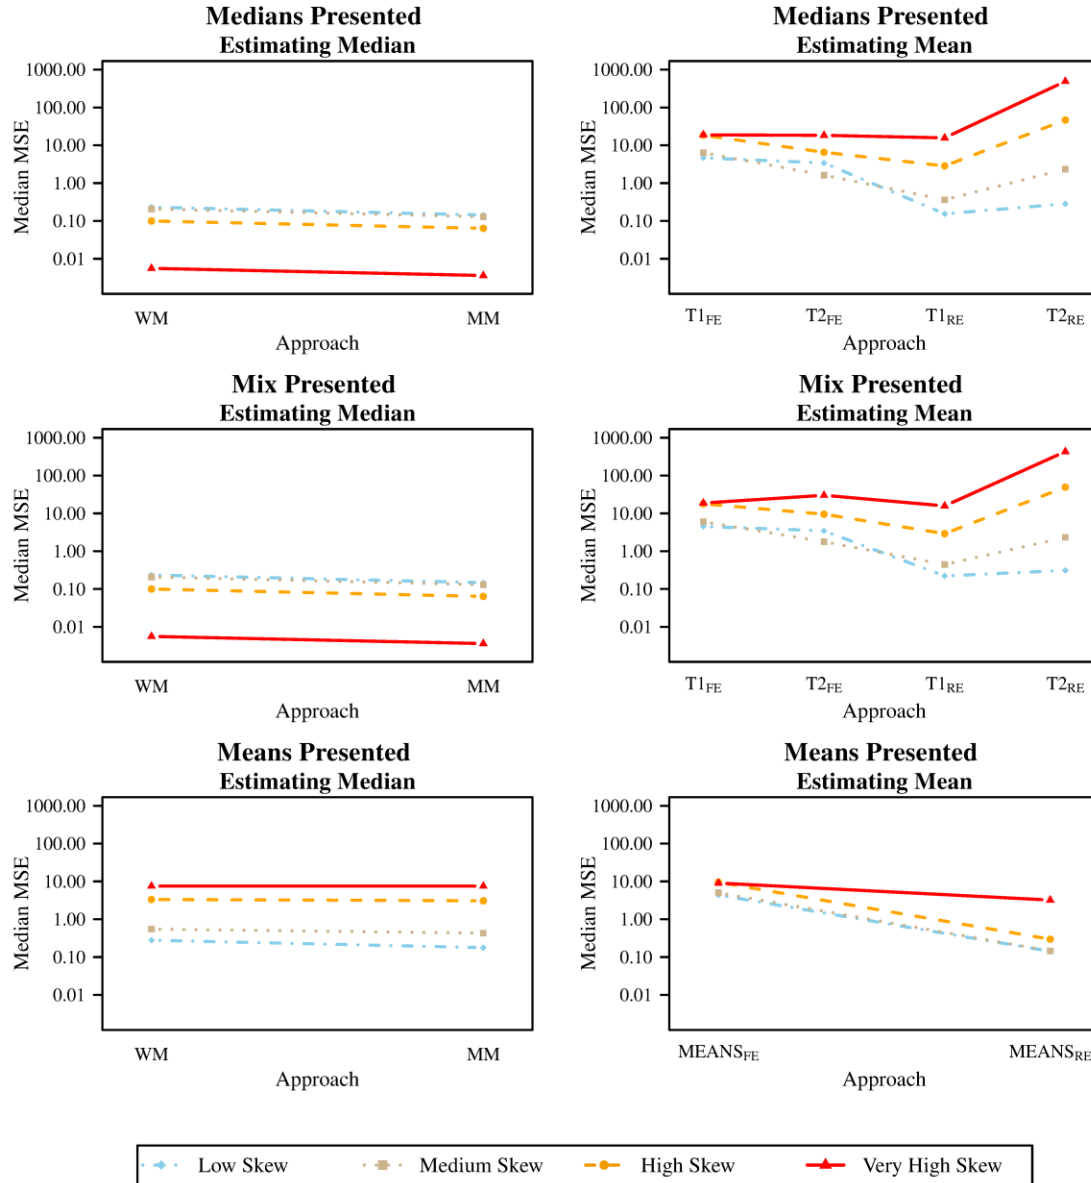 Medians Presented
Estimating Median
1000.00
100.00
10.00
1.00
0.10
0.01
Median MSE
WM
MM
Approach
Medians Presented
Estimating Mean
1000.00
100.00
10.00
1.00
0.10
0.01
Median MSE
T1FE
T2FE
T1RE
T2RE
Approach
Mix Presented
Estimating Median
1000.00
100.00
10.00
1.00
0.10
0.01
Median MSE
WM
MM
Approach
Mix Presented
Estimating Mean
1000.00
100.00
10.00
1.00
0.10
0.01
Median MSE
T1FE
T2FE
T1RE
T2RE
Approach
Means Presented
Estimating Median
1000.00
100.00
10.00
1.00
0.10
0.01
Median MSE
WM
MM
Approach
Means Presented
Estimating Mean
1000.00
100.00
10.00
1.00
0.10
0.01
Median MSE
MEANSFE
MEANSRE
Approach
Low Skew
Medium Skew
High Skew
Very High Skew